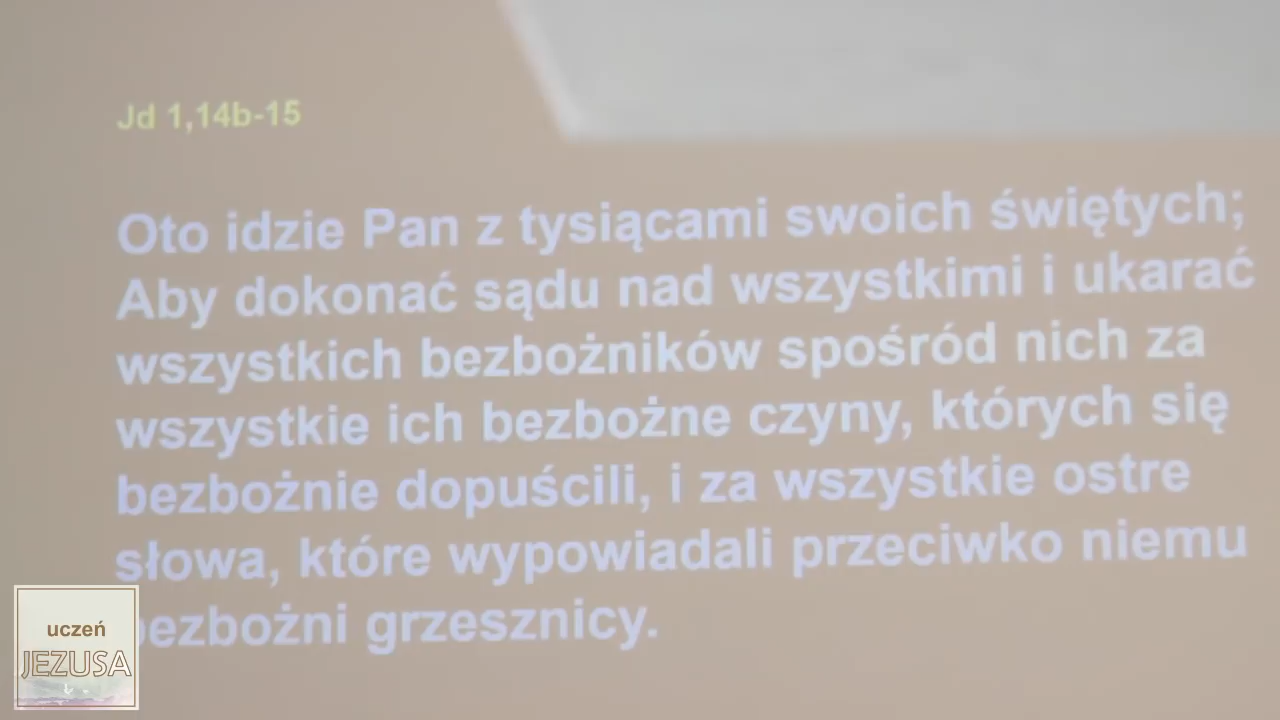 Jd 1,14b-15
Oto idzie Pan z tysiącami swoich świętych;
Aby dokonać sądu nad wszystkimi i ukarać
wszystkich bezbożników spośród nich za
wszystkie ich bezbożne czyny, których się
bezbożnie dopuścili, i za wszystkie ostre
słowa, które wypowiadali przeciwko niemu
bezbożni grzesznicy.
uczeń
JEZUSA